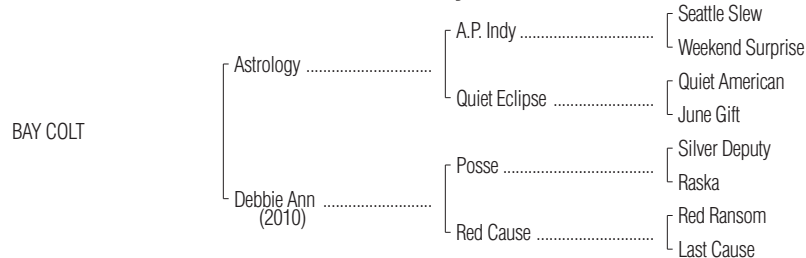 Seattle Slew
A.P. Indy ......................
Weekend Surprise
Astrology .....................
Quiet American
Quiet Eclipse .................
June Gift
BAY COLT
Silver Deputy
Posse .........................
Raska
Debbie Ann ..................
(2010)
Red Ransom
Red Cause ....................
Last Cause